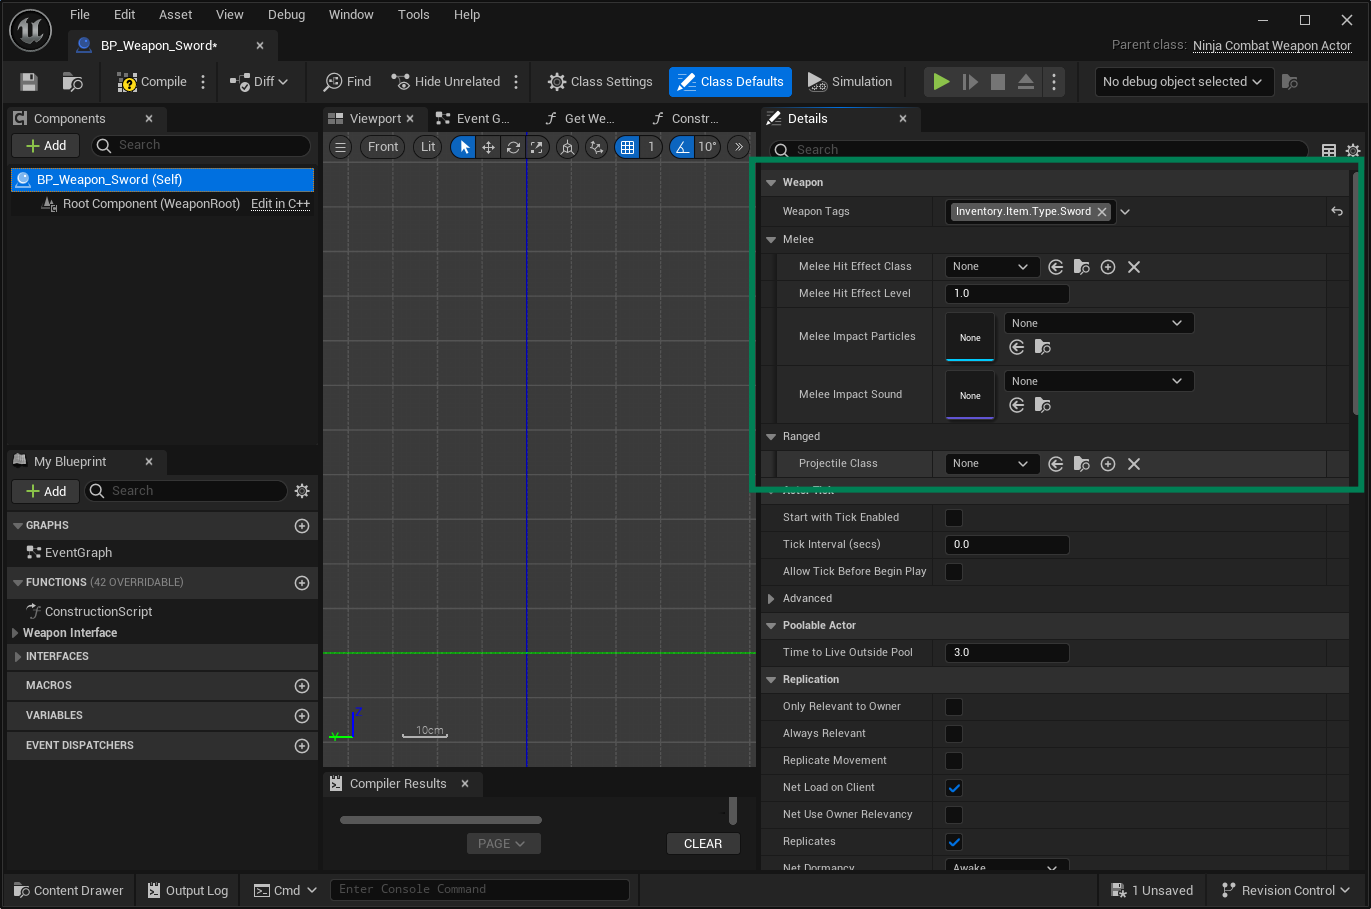 File Edit Asset View Debug Window Tools Help
BP_Weapon_Sword*
Parent class: Ninja Combat Weapon Actor
Compile Diff Find Hide Unrelated Class Settings Class Defaults Simulation No debug object selected
Components
Add Search
BP_Weapon_Sword (Self)
Root Component (WeaponRoot) Edit in C++
My Blueprint
Add Search
GRAPHS
EventGraph
FUNCTIONS (42 OVERRIDABLE)
ConstructionScript
Weapon Interface
INTERFACES
MACROS
VARIABLES
EVENT DISPATCHERS
Viewport Event G... Get We... Constr...
Front Lit 1 10°
Z
Y
10cm
Compiler Results
PAGE CLEAR
Details
Search
Weapon
Weapon Tags Inventory.Item.Type.Sword
Melee
Melee Hit Effect Class None
Melee Hit Effect Level 1.0
Melee Impact Particles None None
Melee Impact Sound None None
Ranged
Projectile Class None
Actor Tick
Start with Tick Enabled
Tick Interval (secs) 0.0
Allow Tick Before Begin Play
Advanced
Poolable Actor
Time to Live Outside Pool 3.0
Replication
Only Relevant to Owner
Always Relevant
Replicate Movement
Net Load on Client
Net Use Owner Relevancy
Replicates
Net Dormancy Awake
Content Drawer Output Log Cmd Enter Console Command 1 Unsaved Revision Control